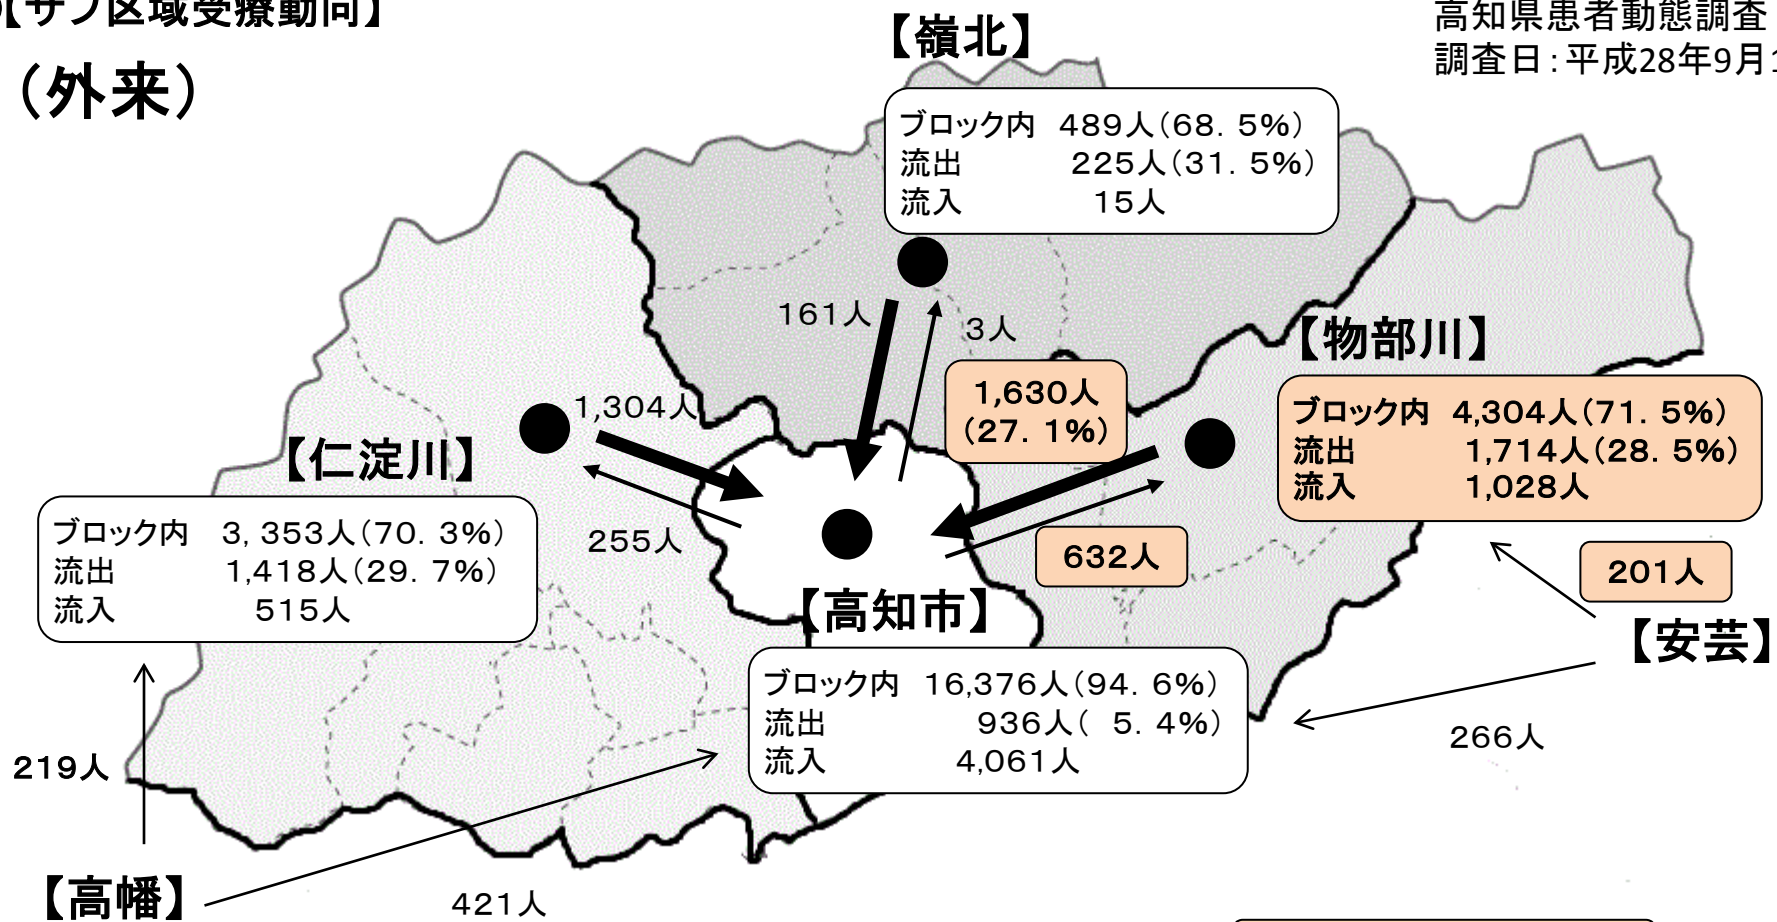 【サブ区域受療動向】
（外来）
高知県患者動態調査
調査日：平成28年9月1
【嶺北】
ブロック内 489人（68．5％）
流出 225人（31．5％）
流入 15人
161人
3人
【物部川】
1,630人
（27．1％）
ブロック内 4,304人（71．5％）
流出 1,714人（28．5％）
流入 1,028人
1,304人
【仁淀川】
ブロック内 3,353人（70．3％）
流出 1,418人（29．7％）
流入 515人
255人
632人
201人
【高知市】
【安芸】
ブロック内 16,376人（94．6％）
流出 936人（ 5．4％）
流入 4,061人
266人
219人
【高幡】
421人